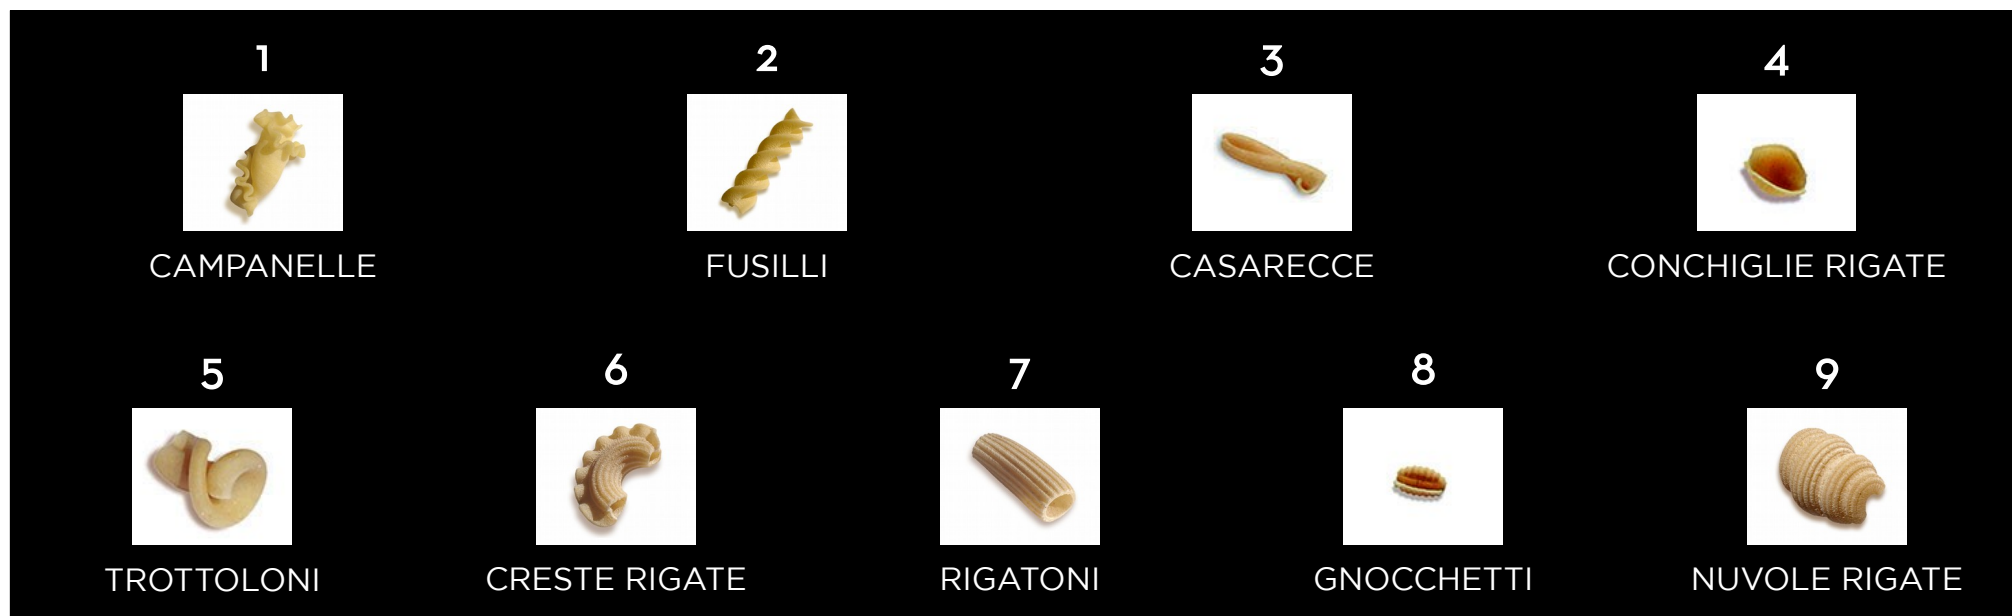 1
2
3
4
CAMPANELLE
FUSILLI
CASARECCE
CONCHIGLIE RIGATE
5
6
7
8
9
TROTTOLONI
CRESTE RIGATE
RIGATONI
GNOCCHETTI
NUVOLE RIGATE